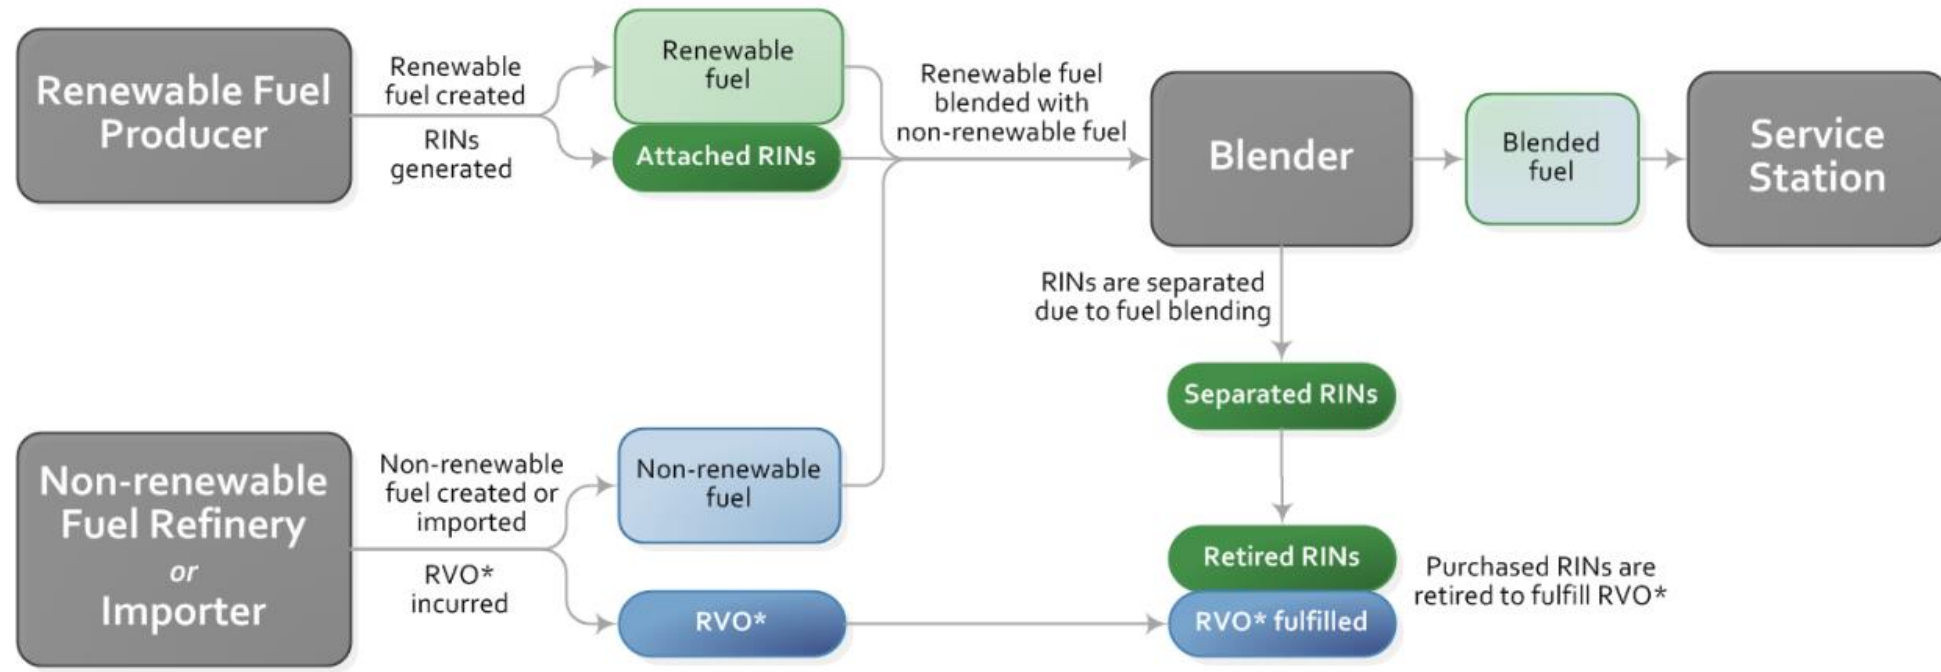 Renewable Fuel
Producer
Renewable
fuel created
RINs
generated
Renewable
fuel
Attached RINs
Renewable fuel
blended with
non-renewable fuel
Blender
Blended
fuel
Service
Station
RINs are separated
due to fuel blending
Separated RINs
Non-renewable
Fuel Refinery
or
Importer
Non-renewable
fuel created or
imported
RVO*
incurred
Non-renewable
fuel
RVO*
Retired RINs
RVO* fulfilled
Purchased RINs are
retired to fulfill RVO*